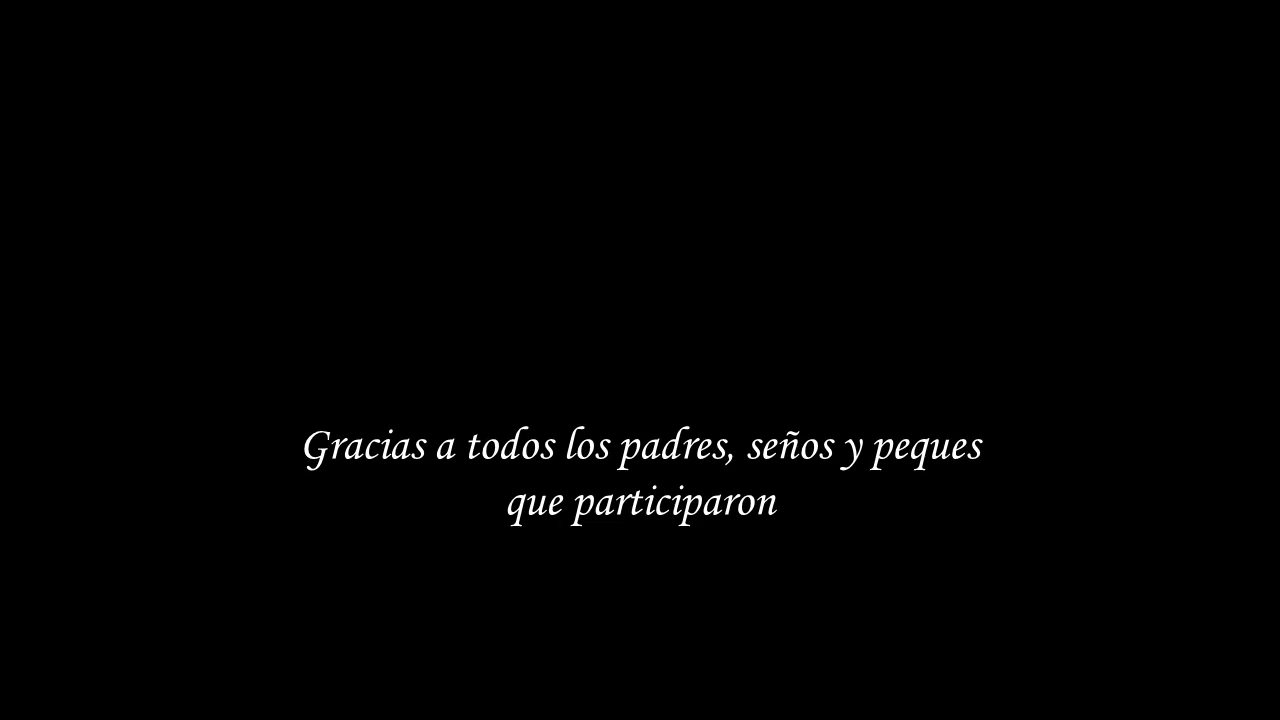 Gracias a todos los padres, seños y peques
que participaron